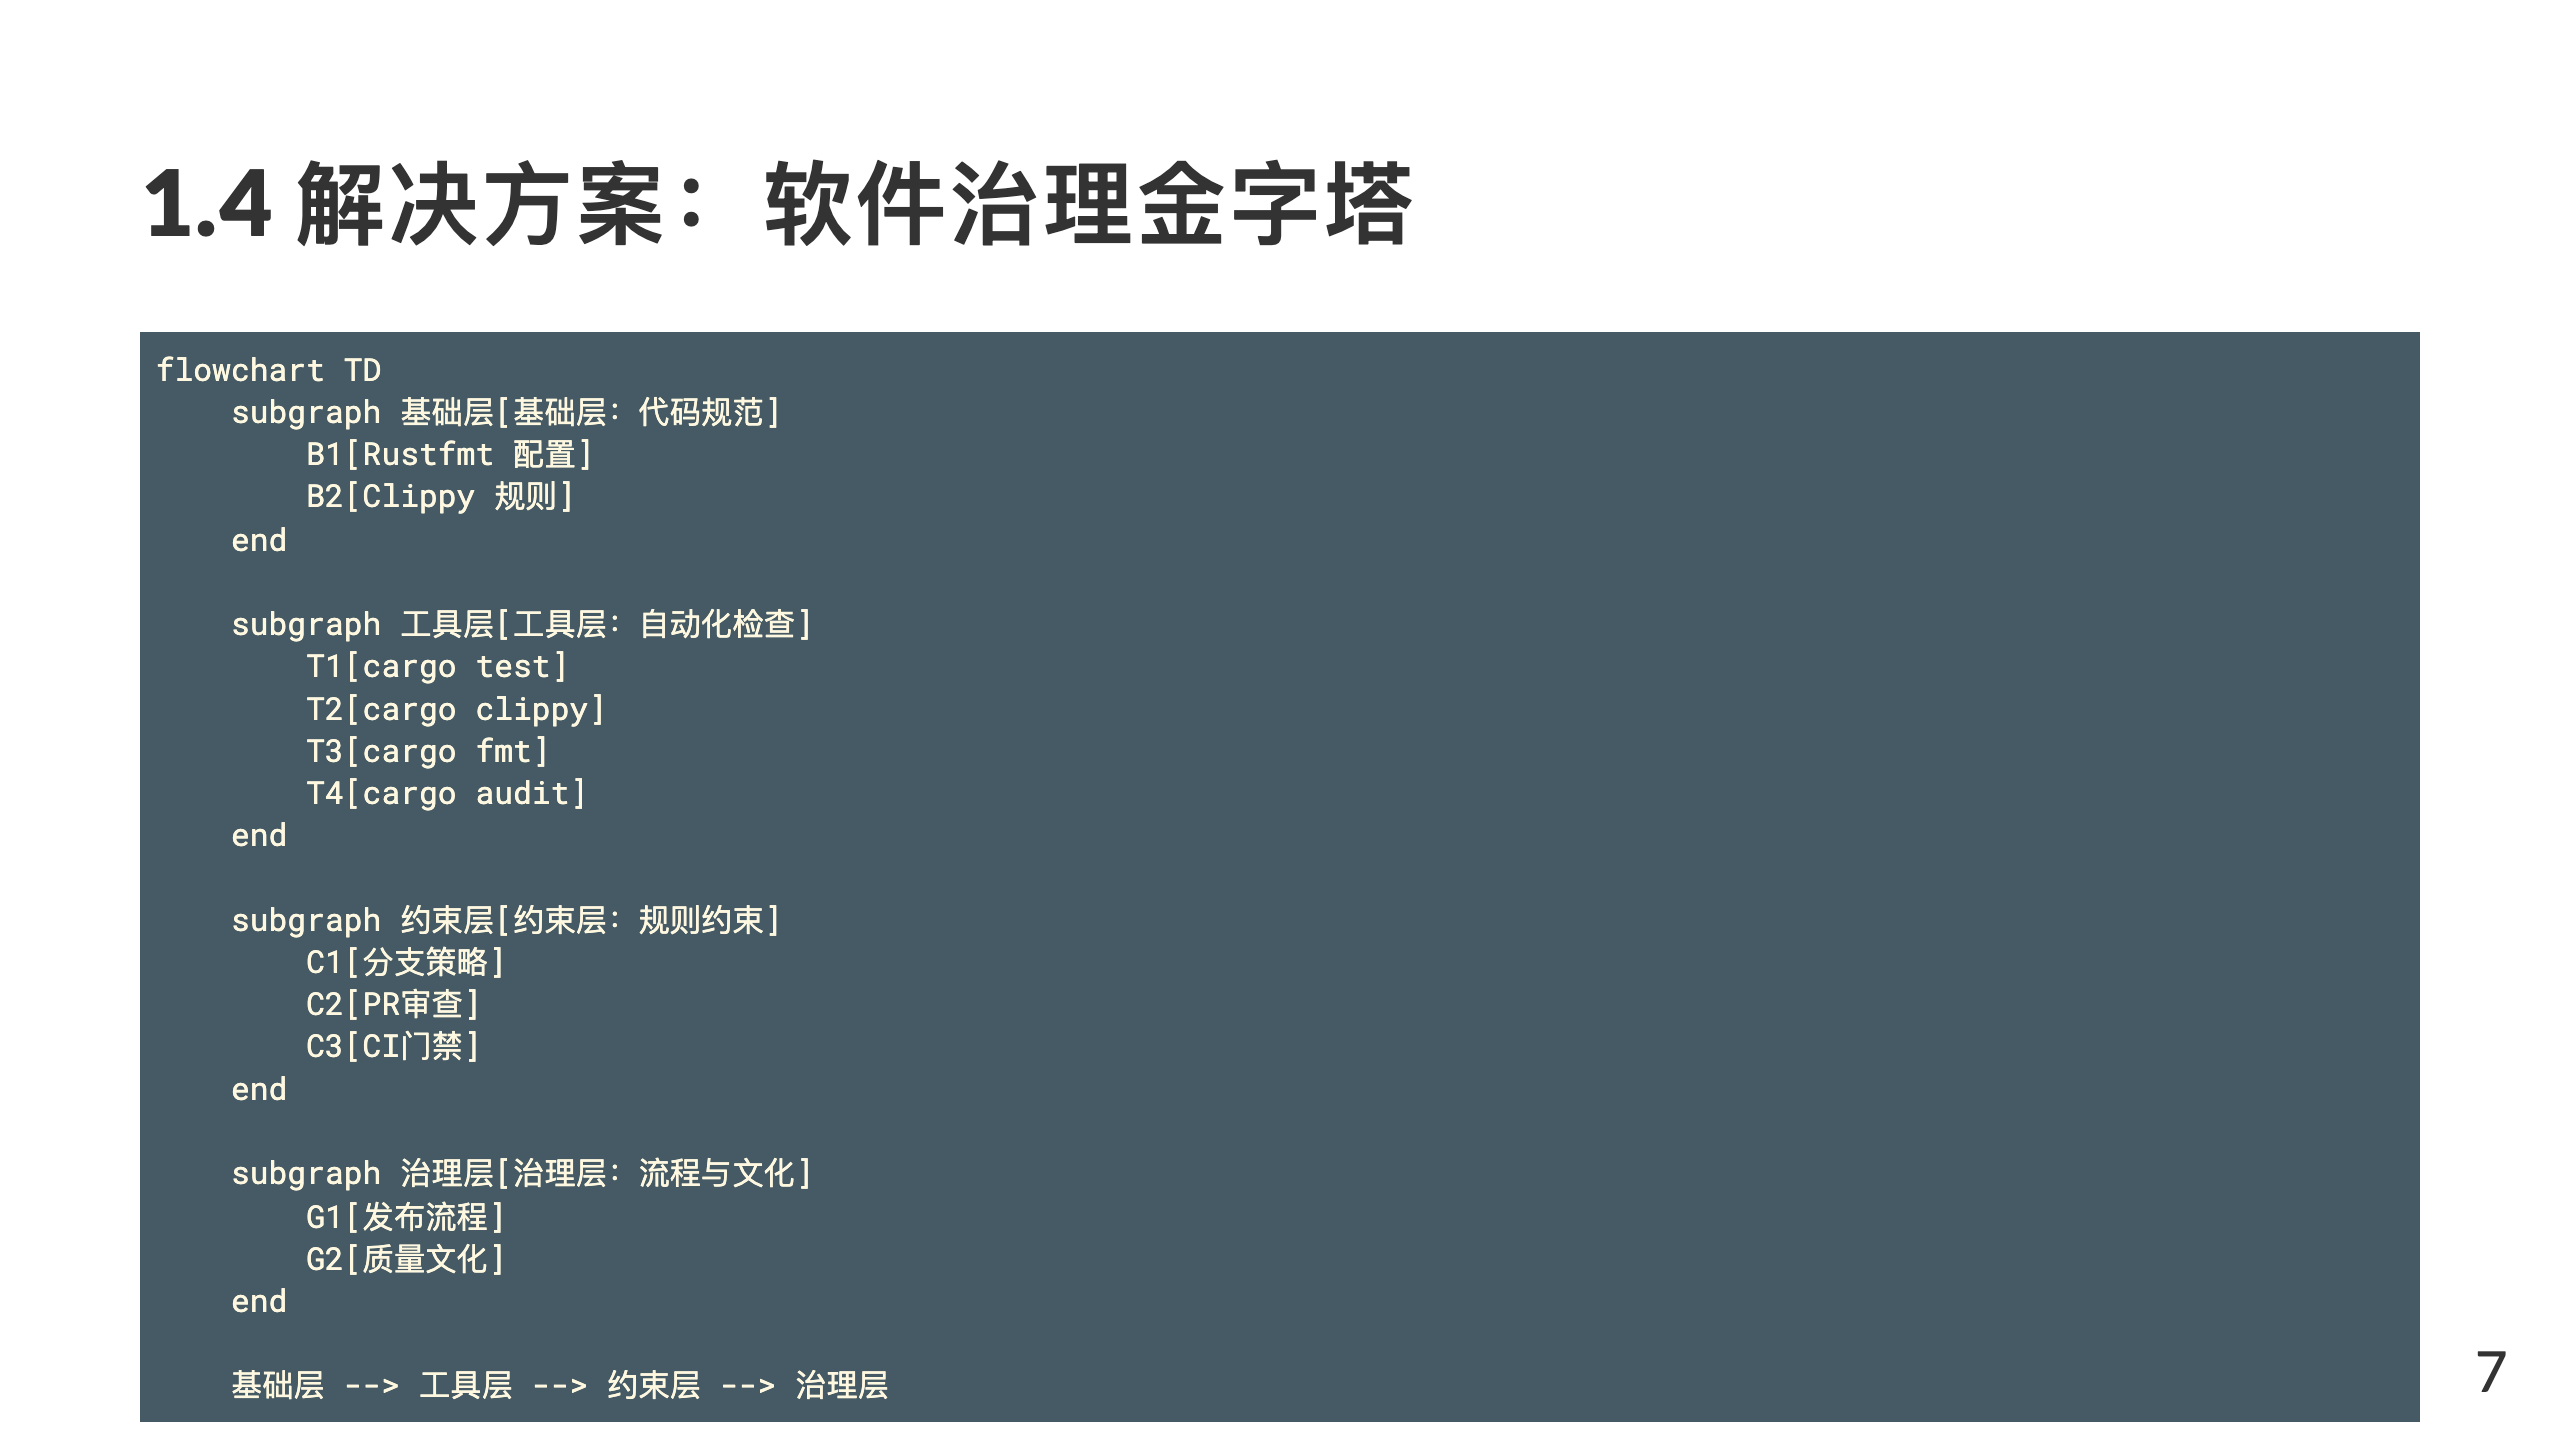 1.4 解决方案：软件治理金字塔
flowchart TD
    subgraph 基础层[基础层：代码规范]
        B1[Rustfmt 配置]
        B2[Clippy 规则]
    end

    subgraph 工具层[工具层：自动化检查]
        T1[cargo test]
        T2[cargo clippy]
        T3[cargo fmt]
        T4[cargo audit]
    end

    subgraph 约束层[约束层：规则约束]
        C1[分支策略]
        C2[PR审查]
        C3[CI门禁]
    end

    subgraph 治理层[治理层：流程与文化]
        G1[发布流程]
        G2[质量文化]
    end

    基础层 --> 工具层 --> 约束层 --> 治理层
7